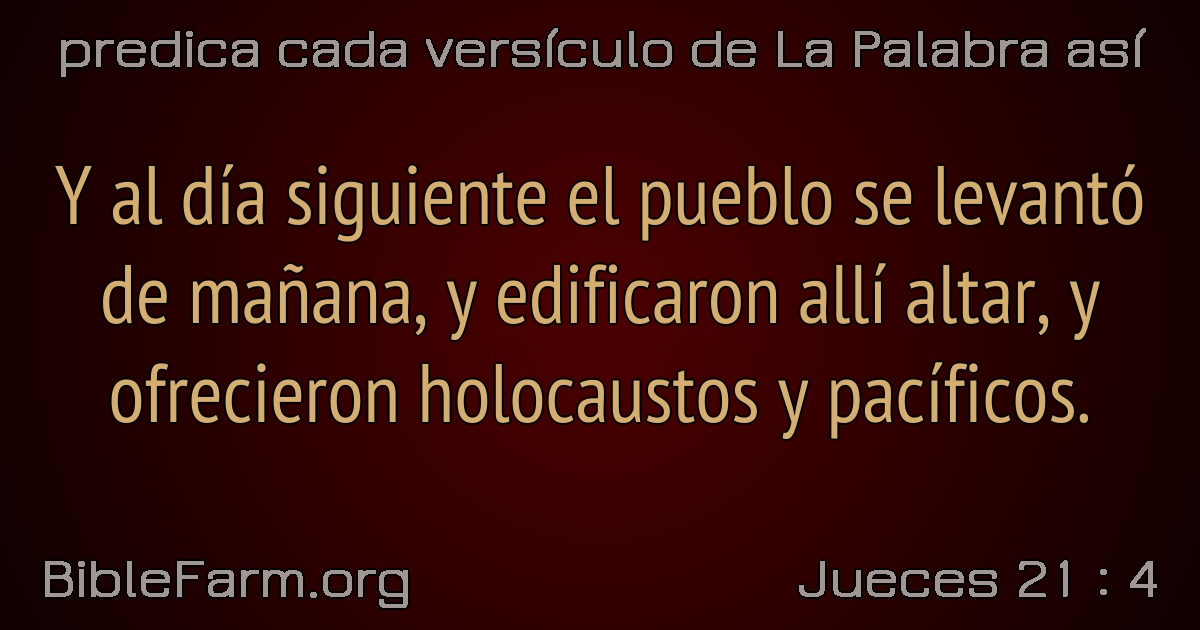 predica cada versículo de La Palabra así
Y al día siguiente el pueblo se levantó
de mañana, y edificaron allí altar, y
ofrecieron holocaustos y pacíficos.
BibleFarm.org
Jueces 21 : 4